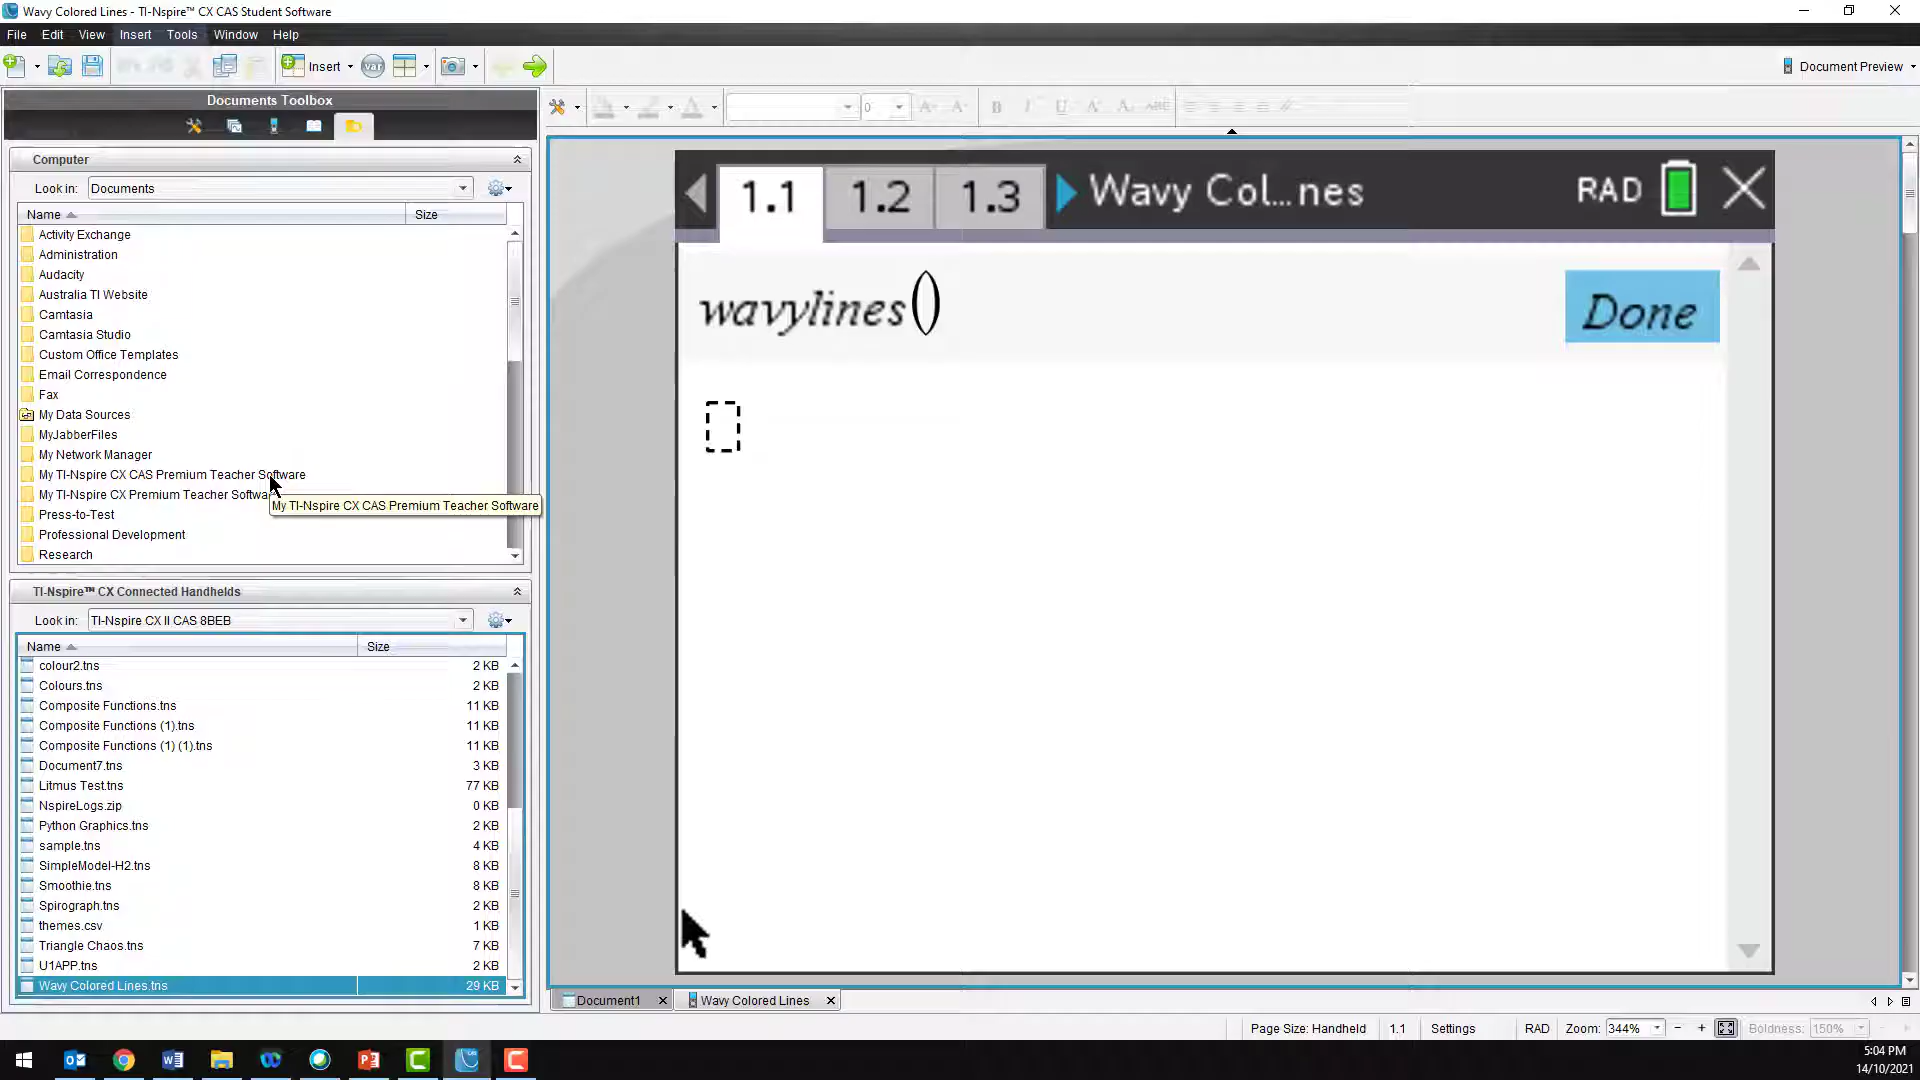 Wavy Colored Lines - TI-Nspire™ CX CAS Student Software
File Edit View Insert Tools Window Help
Insert var Document Preview
Documents Toolbox
0 B I U
Computer
Look in: Documents
Name Size
Activity Exchange
Administration
Audacity
Australia TI Website
Camtasia
Camtasia Studio
Custom Office Templates
Email Correspondence
Fax
My Data Sources
MyJabberFiles
My Network Manager
My TI-Nspire CX CAS Premium Teacher Software
My TI-Nspire CX Premium Teacher Softwa
My TI-Nspire CX CAS Premium Teacher Software
Press-to-Test
Professional Development
Research
TI-Nspire™ CX Connected Handhelds
Look in: TI-Nspire CX II CAS 8BEB
Name Size
colour2.tns 2 KB
Colours.tns 2 KB
Composite Functions.tns 11 KB
Composite Functions (1).tns 11 KB
Composite Functions (1) (1).tns 11 KB
Document7.tns 3 KB
Litmus Test.tns 77 KB
NspireLogs.zip 0 KB
Python Graphics.tns 2 KB
sample.tns 4 KB
SimpleModel-H2.tns 8 KB
Smoothie.tns 8 KB
Spirograph.tns 2 KB
themes.csv 1 KB
Triangle Chaos.tns 7 KB
U1APP.tns 2 KB
Wavy Colored Lines.tns 29 KB
1.1 1.2 1.3 Wavy Col...nes RAD
wavylines() Done
Document1 Wavy Colored Lines
Page Size: Handheld 1.1 Settings RAD Zoom: 344% - + Boldness: 150%
5:04 PM
14/10/2021